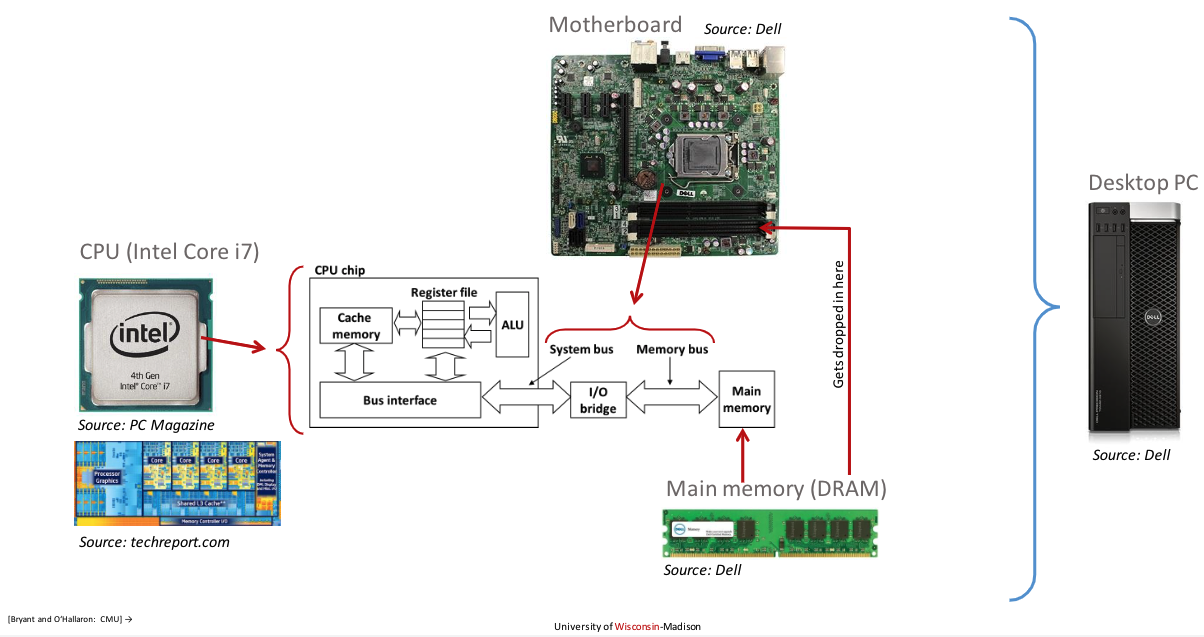 Motherboard
Source: Dell
DELL
Desktop PC
DELL
Source: Dell
CPU (Intel Core i7)
intel
4th Gen
Intel® Core™ i7
Source: PC Magazine
CPU chip
Register file
Cache
memory
ALU
Bus interface
System bus
Memory bus
I/O
bridge
Main
memory
Gets dropped in here
Processor
Graphics
Core
Core
Core
Core
System
Agent &
Memory
Controller
Shared L3 Cache**
Memory Controller I/O
Source: techreport.com
Main memory (DRAM)
Memory
Source: Dell
[Bryant and O'Hallaron: CMU] →
University of Wisconsin-Madison